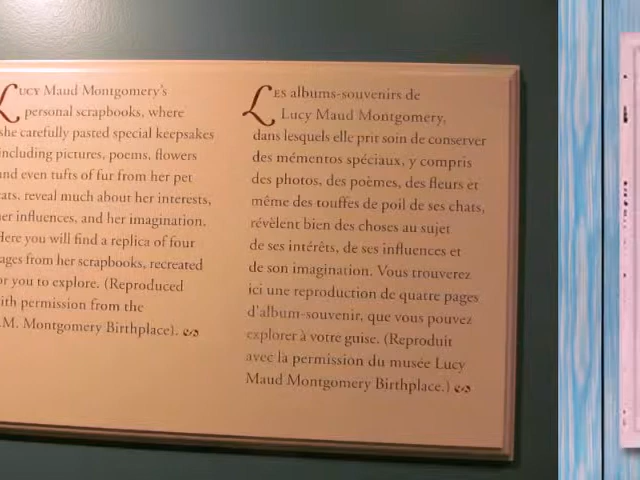 Lucy Maud Montgomery's
personal scrapbooks, where
she carefully pasted special keepsakes
including pictures, poems, flowers
and even tufts of fur from her pet
cats, reveal much about her interests,
her influences, and her imagination.
Here you will find a replica of four
pages from her scrapbooks, recreated
for you to explore. (Reproduced
with permission from the
L.M. Montgomery Birthplace).
Les albums-souvenirs de
Lucy Maud Montgomery,
dans lesquels elle prit soin de conserver
des mémentos spéciaux, y compris
des photos, des poèmes, des fleurs et
même des touffes de poil de ses chats,
révèlent bien des choses au sujet
de ses intérêts, de ses influences et
de son imagination. Vous trouverez
ici une reproduction de quatre pages
d'album-souvenir, que vous pouvez
explorer à votre guise. (Reproduit
avec la permission du musée Lucy
Maud Montgomery Birthplace.)